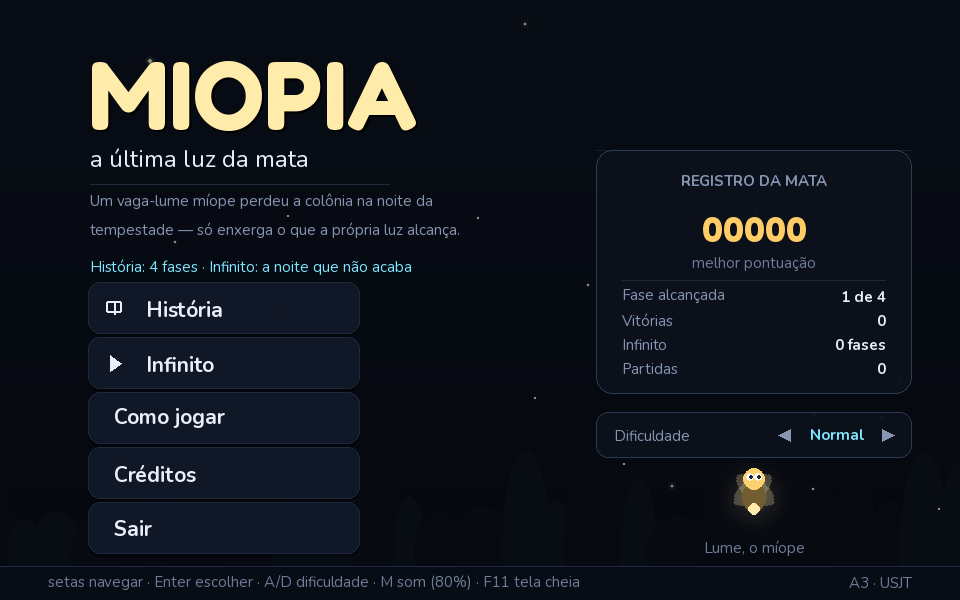 MIOPIA
a última luz da mata
Um vaga-lume míope perdeu a colônia na noite da
tempestade — só enxerga o que a própria luz alcança.
História: 4 fases · Infinito: a noite que não acaba
História
Infinito
Como jogar
Créditos
Sair
REGISTRO DA MATA
00000
melhor pontuação
Fase alcançada 1 de 4
Vitórias 0
Infinito 0 fases
Partidas 0
Dificuldade Normal
Lume, o míope
setas navegar · Enter escolher · A/D dificuldade · M som (80%) · F11 tela cheia
A3 · USJT